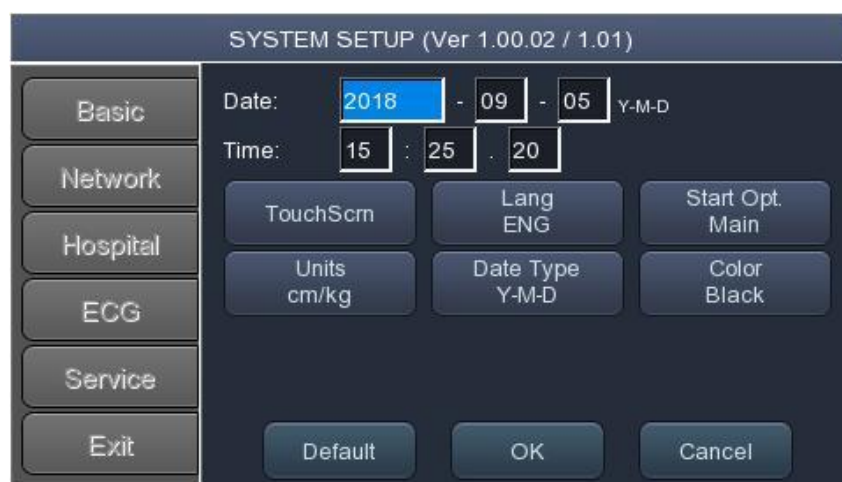 SYSTEM SETUP (Ver 1.00.02 / 1.01)
Basic
Network
Hospital
ECG
Service
Exit
Date: 2018 - 09 - 05 Y-M-D
Time: 15 : 25 . 20
TouchScrn
Lang
ENG
Start Opt.
Main
Units
cm/kg
Date Type
Y-M-D
Color
Black
Default
OK
Cancel